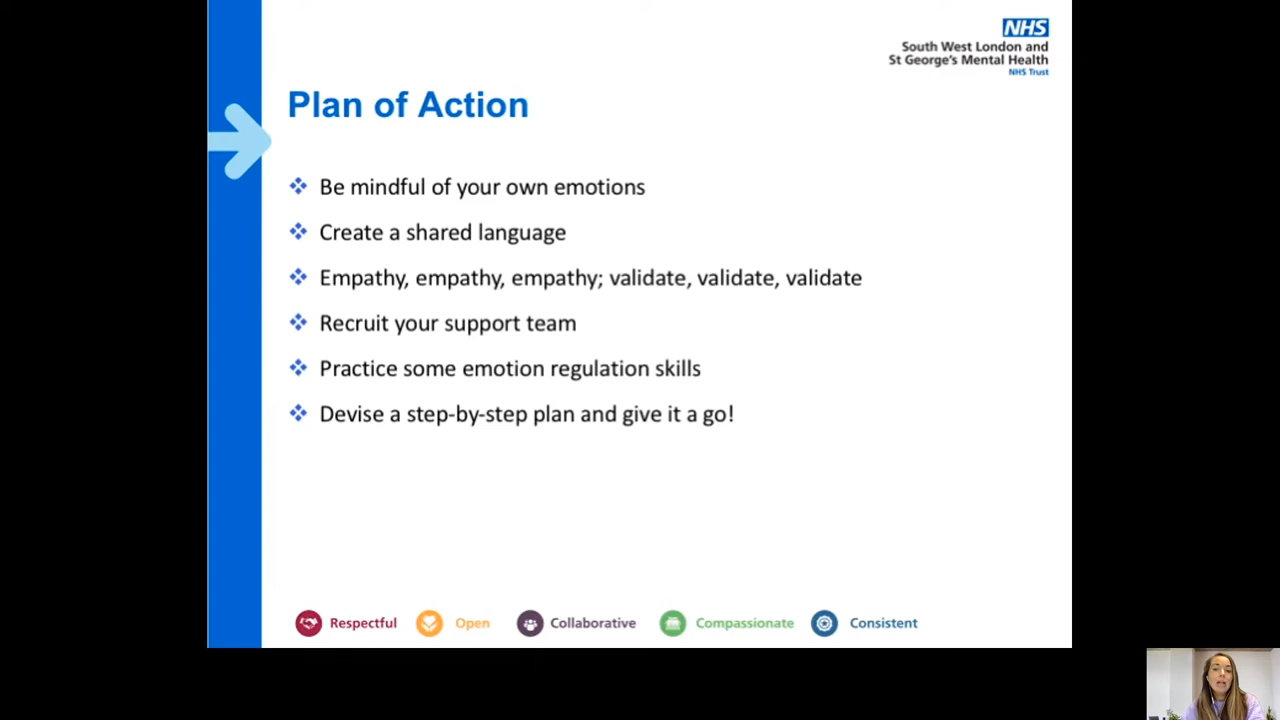 NHS
South West London and
St George's Mental Health
NHS Trust
Plan of Action
Be mindful of your own emotions
Create a shared language
Empathy, empathy, empathy; validate, validate, validate
Recruit your support team
Practice some emotion regulation skills
Devise a step-by-step plan and give it a go!
Respectful Open Collaborative Compassionate Consistent